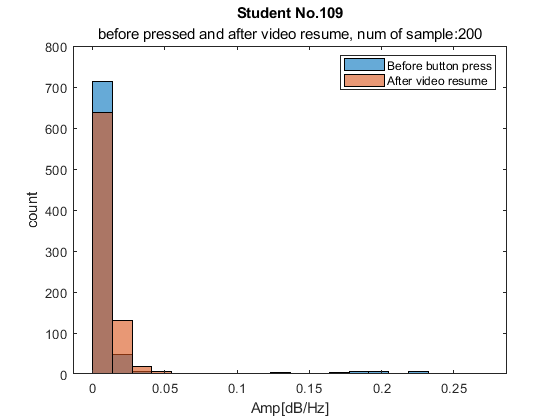 Student No.109
before pressed and after video resume, num of sample:200
800
700
600
500
400
300
200
100
0
count
Before button press
After video resume
0
0.05
0.1
0.15
0.2
0.25
Amp[dB/Hz]